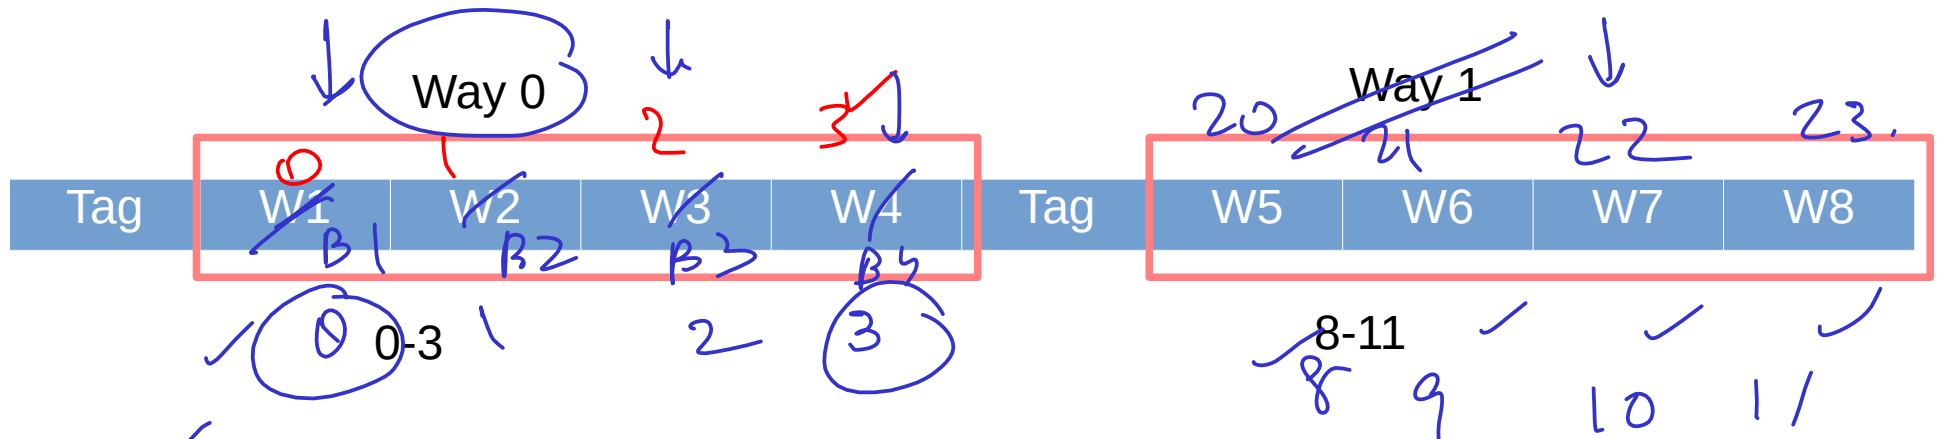 Way 0 Way 1
2 3 20 21 22 23.
0 1
Tag W1 W2 W3 W4 Tag W5 W6 W7 W8
B1 B2 B3 B4
0 0-3 1 2 3 8-11
8 9 10 11